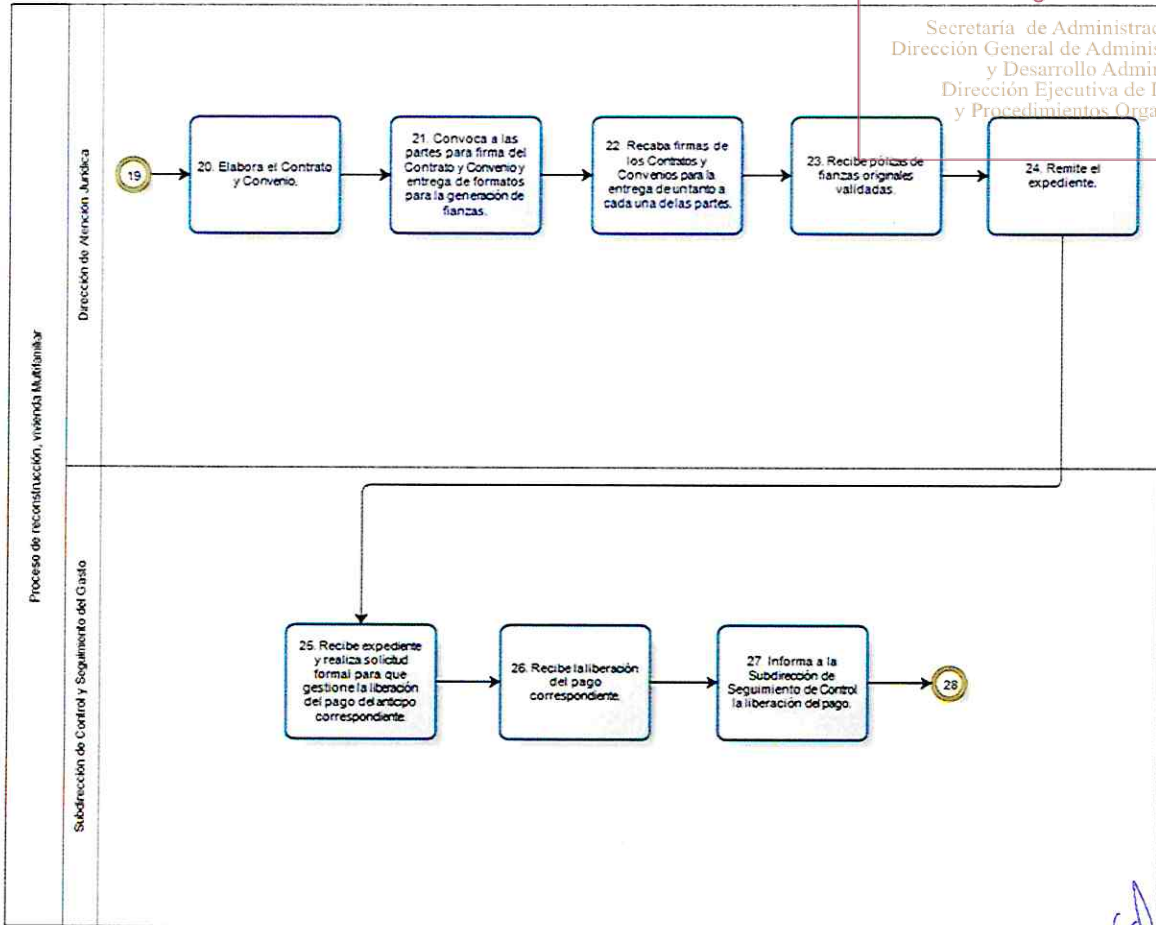 Secretaría de Administrac
Dirección General de Adminis
y Desarrollo Admin
Dirección Ejecutiva de
y Procedimientos Orga
Proceso de reconstrucción, vivienda Multifamiliar
Dirección de Atención Jurídica
19
20. Elabora el Contrato
y Convenio.
21. Convoca a las
partes para firma del
Contrato y Convenio y
entrega de formatos
para la generación de
fianzas.
22 Recaba firmas de
los Contratos y
Convenios para la
entrega de un tanto a
cada una de las partes.
23. Recibe pólizas de
fianzas originales
validadas.
24. Remite el
expediente.
Subdirección de Control y Seguimiento del Gasto
25. Recibe expediente
y realiza solicitud
formal para que
gestione la liberación
del pago del anticipo
correspondiente.
26. Recibe la liberación
del pago
correspondiente.
27 Informa a la
Subdirección de
Seguimiento de Control
la liberación del pago.
28